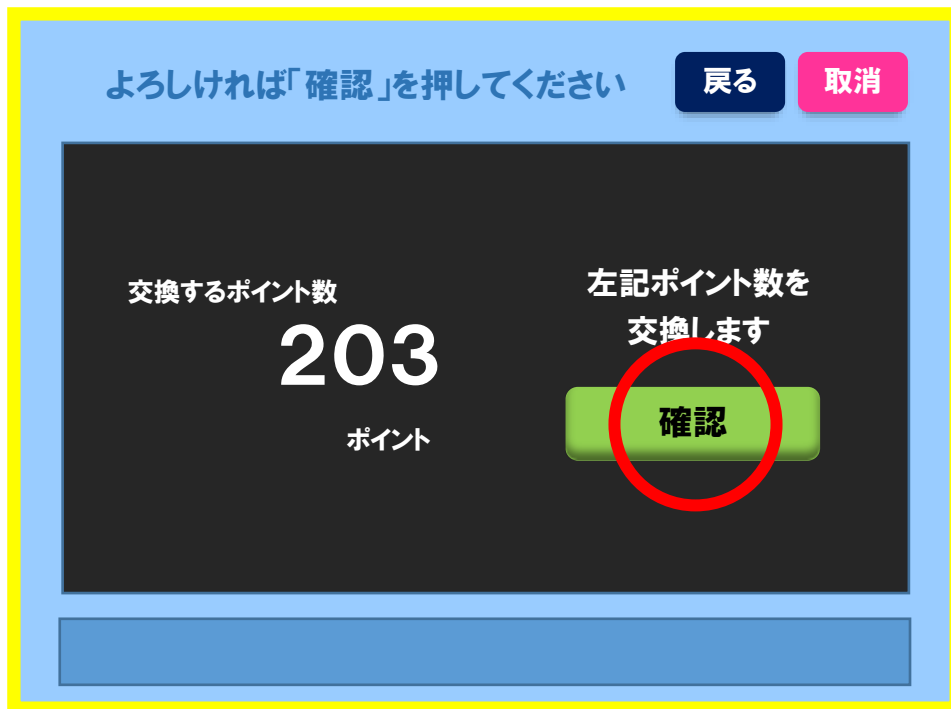 よろしければ「確認」を押してください
戻る
取消
交換するポイント数
203
ポイント
左記ポイント数を
交換します
確認